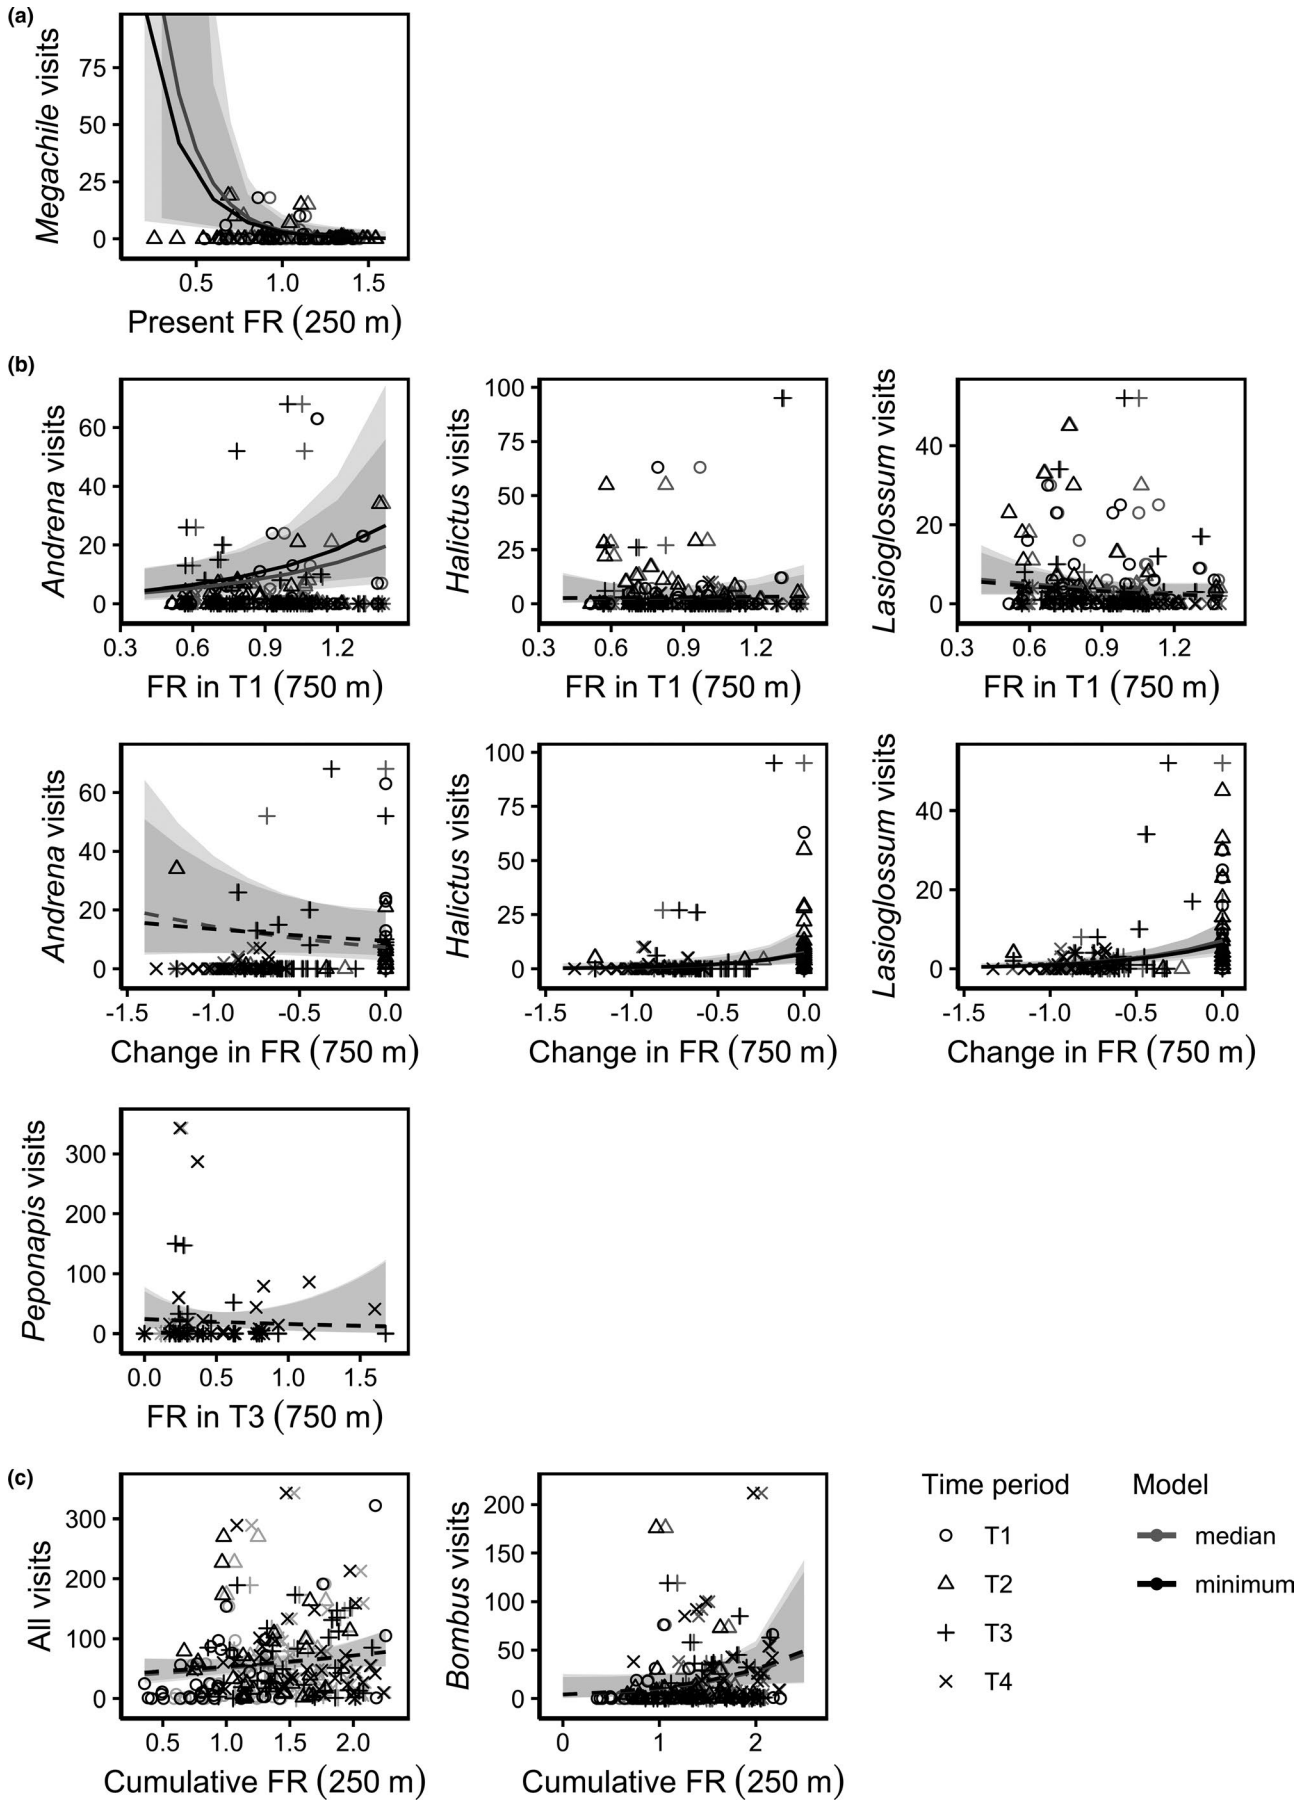 (a)
Megachile visits
75
50
25
0
0.5 1.0 1.5
Present FR (250 m)
(b)
Andrena visits
60
40
20
0
0.3 0.6 0.9 1.2
FR in T1 (750 m)
Halictus visits
100
75
50
25
0
0.3 0.6 0.9 1.2
FR in T1 (750 m)
Lasioglossum visits
40
20
0
0.3 0.6 0.9 1.2
FR in T1 (750 m)
Andrena visits
60
40
20
0
-1.5 -1.0 -0.5 0.0
Change in FR (750 m)
Halictus visits
100
75
50
25
0
-1.5 -1.0 -0.5 0.0
Change in FR (750 m)
Lasioglossum visits
40
20
0
-1.5 -1.0 -0.5 0.0
Change in FR (750 m)
Peponapis visits
300
200
100
0
0.0 0.5 1.0 1.5
FR in T3 (750 m)
(c)
All visits
300
200
100
0
0.5 1.0 1.5 2.0
Cumulative FR (250 m)
Bombus visits
200
150
100
50
0
0 1 2
Cumulative FR (250 m)
Time period
T1
T2
T3
T4
Model
median
minimum